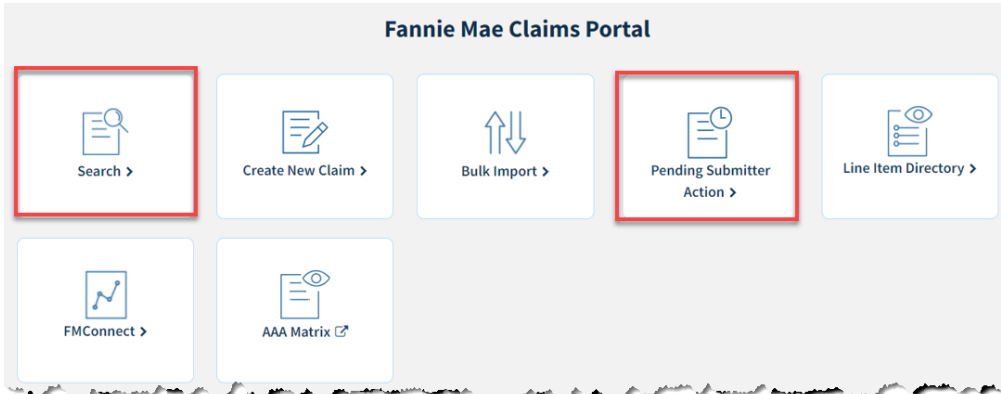 Fannie Mae Claims Portal
Search >
Create New Claim >
Bulk Import >
Pending Submitter
Action >
Line Item Directory >
FMConnect >
AAA Matrix